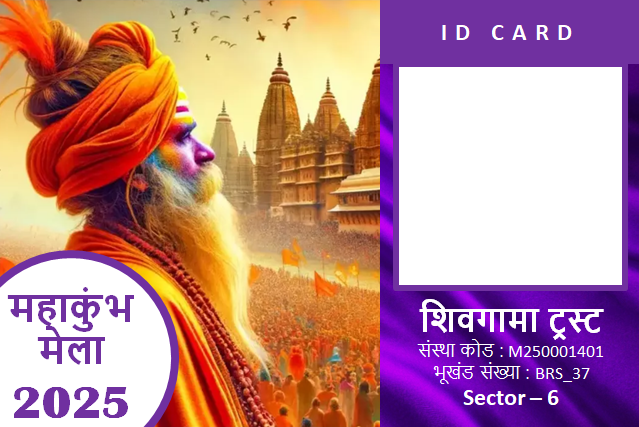 ID CARD
महाकुंभ
मेला
2025
शिवगामा ट्रस्ट
संस्था कोड : M250001401
भूखंड संख्या : BRS_37
Sector – 6